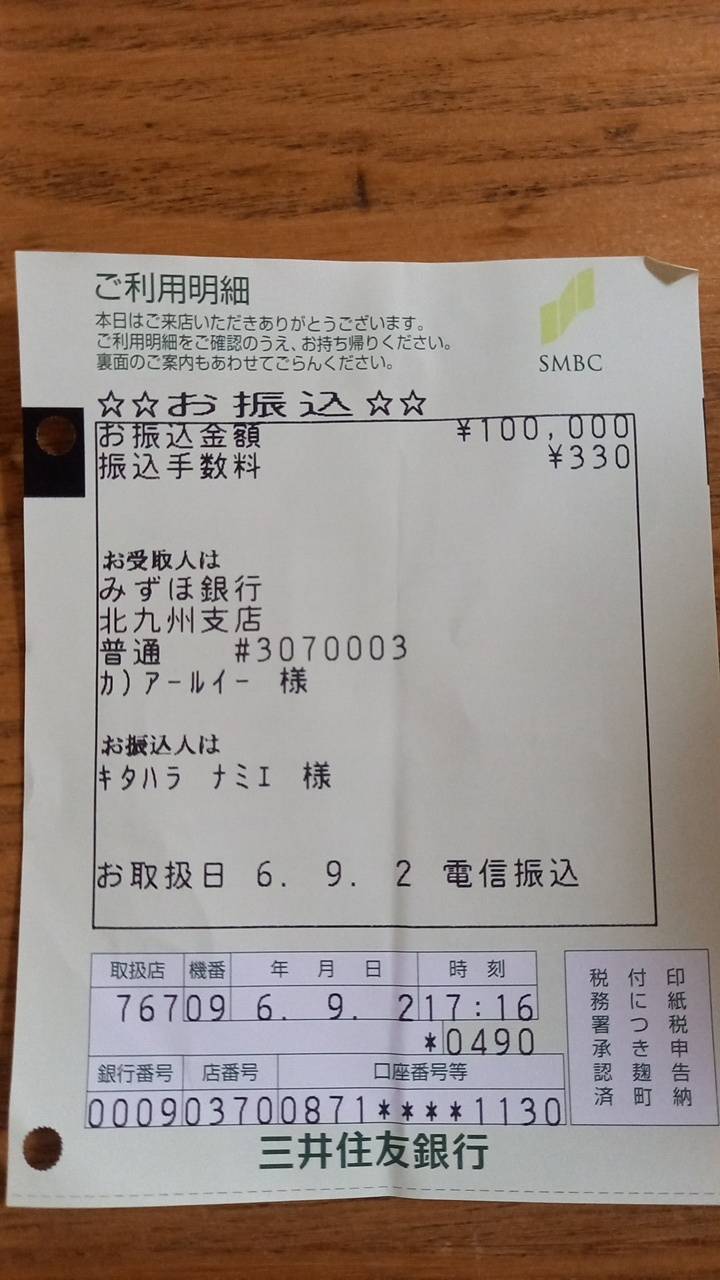 ご利用明細
本日はご来店いただきありがとうございます。
ご利用明細をご確認のうえ、お持ち帰りください。
裏面のご案内もあわせてごらんください。
SMBC
☆☆お振込☆☆
お振込金額 ¥100,000
振込手数料 ¥330
お受取人は
みずほ銀行
北九州支店
普通 #3070003
カ)アールイー 様
お振込人は
キタハラ ナミエ 様
お取扱日 6. 9. 2 電信振込
取扱店 機番 年 月 日 時 刻
767 09 6. 9. 2 17:16
*0490
銀行番号 店番号 口座番号等
0009 0370 0871****1130
印紙税申告納
付につき麹町
税務署承認済
三井住友銀行